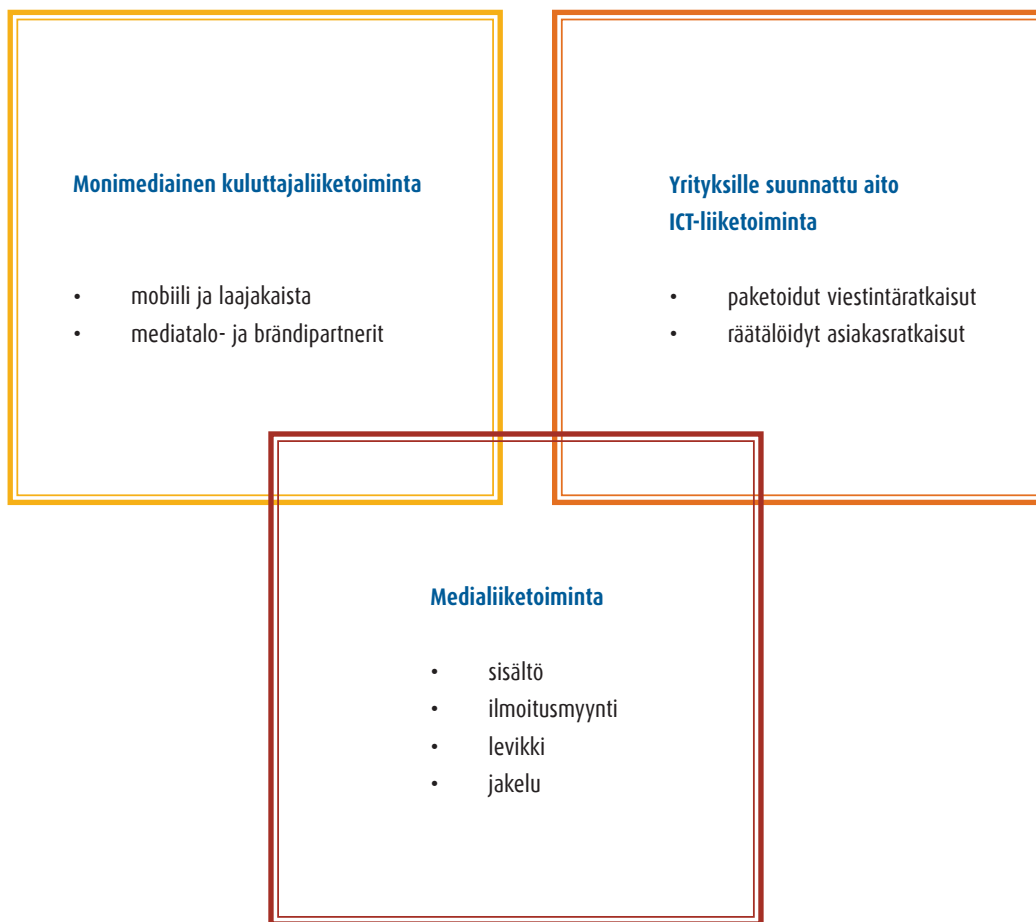 Monimediainen kuluttajaliiketoiminta
• mobiili ja laajakaista
• mediatalo- ja brändipartnerit
Yrityksille suunnattu aito
ICT-liiketoiminta
• paketoidut viestintäratkaisut
• räätälöidyt asiakasratkaisut
Medialiiketoiminta
• sisältö
• ilmoitusmyynti
• levikki
• jakelu